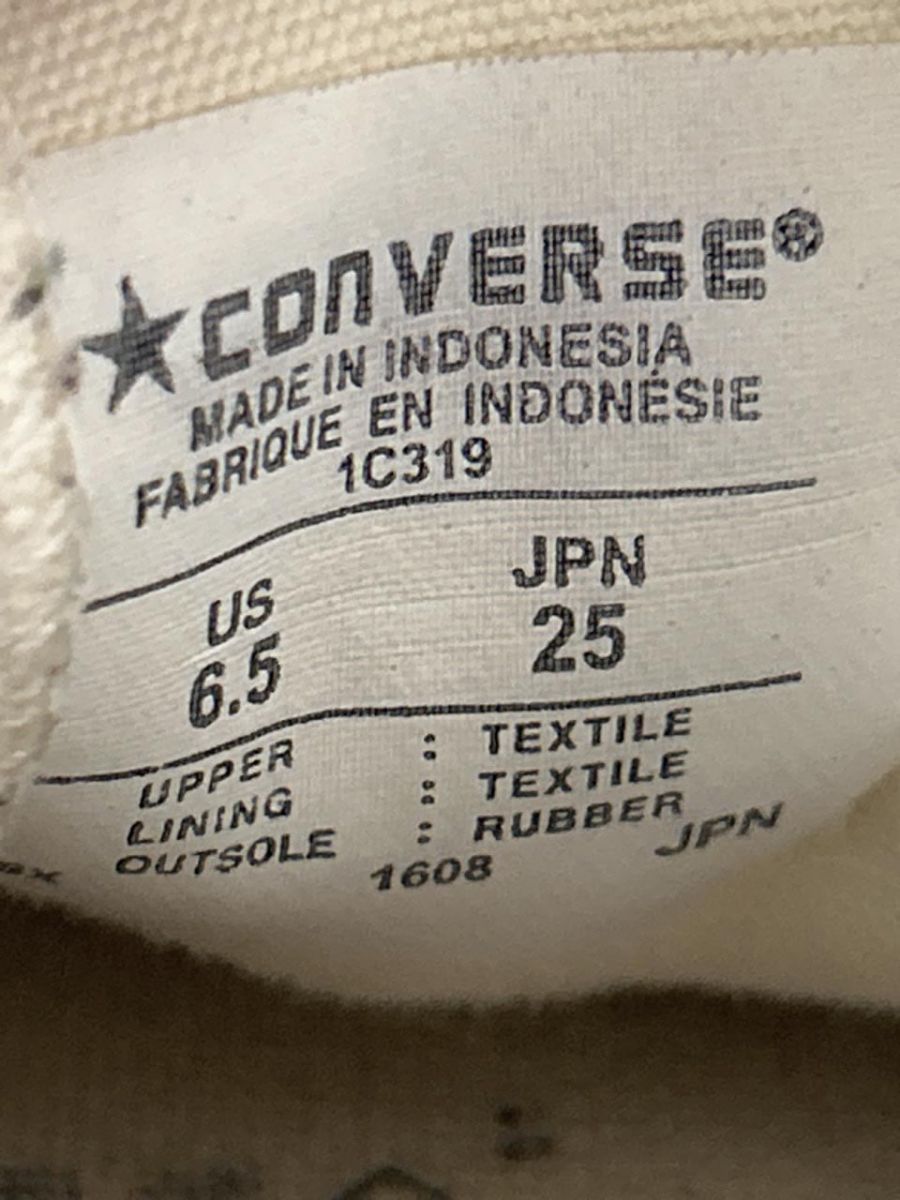 ★CONVERSE®
MADE IN INDONESIA
FABRIQUE EN INDONÉSIE
1C319
US JPN
6.5 25
UPPER : TEXTILE
LINING : TEXTILE
OUTSOLE : RUBBER
1608 JPN